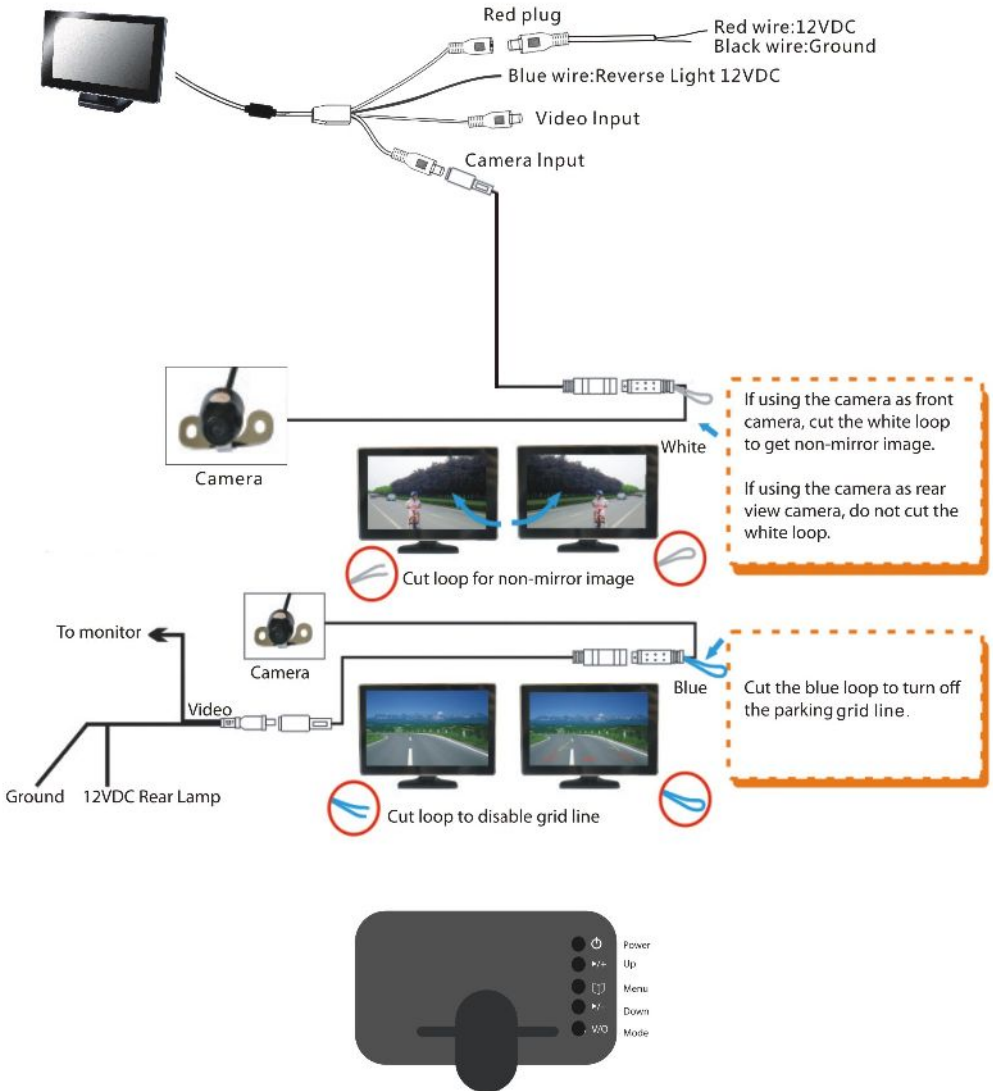 Red plug
Red wire:12VDC
Black wire:Ground
Blue wire:Reverse Light 12VDC
Video Input
Camera Input
Camera
White
If using the camera as front
camera, cut the white loop
to get non-mirror image.
If using the camera as rear
view camera, do not cut the
white loop.
Cut loop for non-mirror image
To monitor
Camera
Video
Blue
Cut the blue loop to turn off
the parking grid line.
Ground
12VDC Rear Lamp
Cut loop to disable grid line
Power
/+ Up
Menu
/- Down
V/O Mode